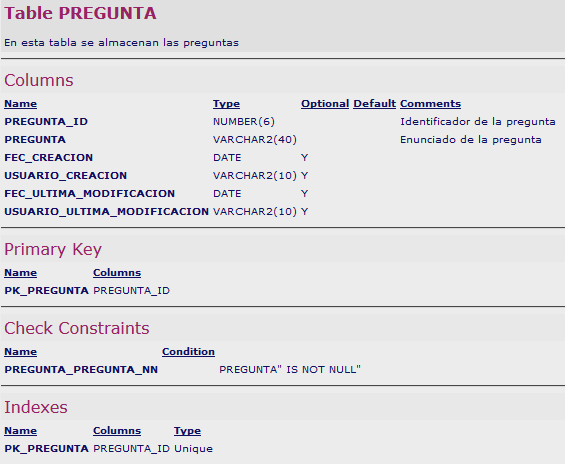 Table PREGUNTA
En esta tabla se almacenan las preguntas
Columns
Name Type Optional Default Comments
PREGUNTA_ID NUMBER(6) Identificador de la pregunta
PREGUNTA VARCHAR2(40) Enunciado de la pregunta
FEC_CREACION DATE Y
USUARIO_CREACION VARCHAR2(10) Y
FEC_ULTIMA_MODIFICACION DATE Y
USUARIO_ULTIMA_MODIFICACION VARCHAR2(10) Y
Primary Key
Name Columns
PK_PREGUNTA PREGUNTA_ID
Check Constraints
Name Condition
PREGUNTA_PREGUNTA_NN PREGUNTA" IS NOT NULL"
Indexes
Name Columns Type
PK_PREGUNTA PREGUNTA_ID Unique